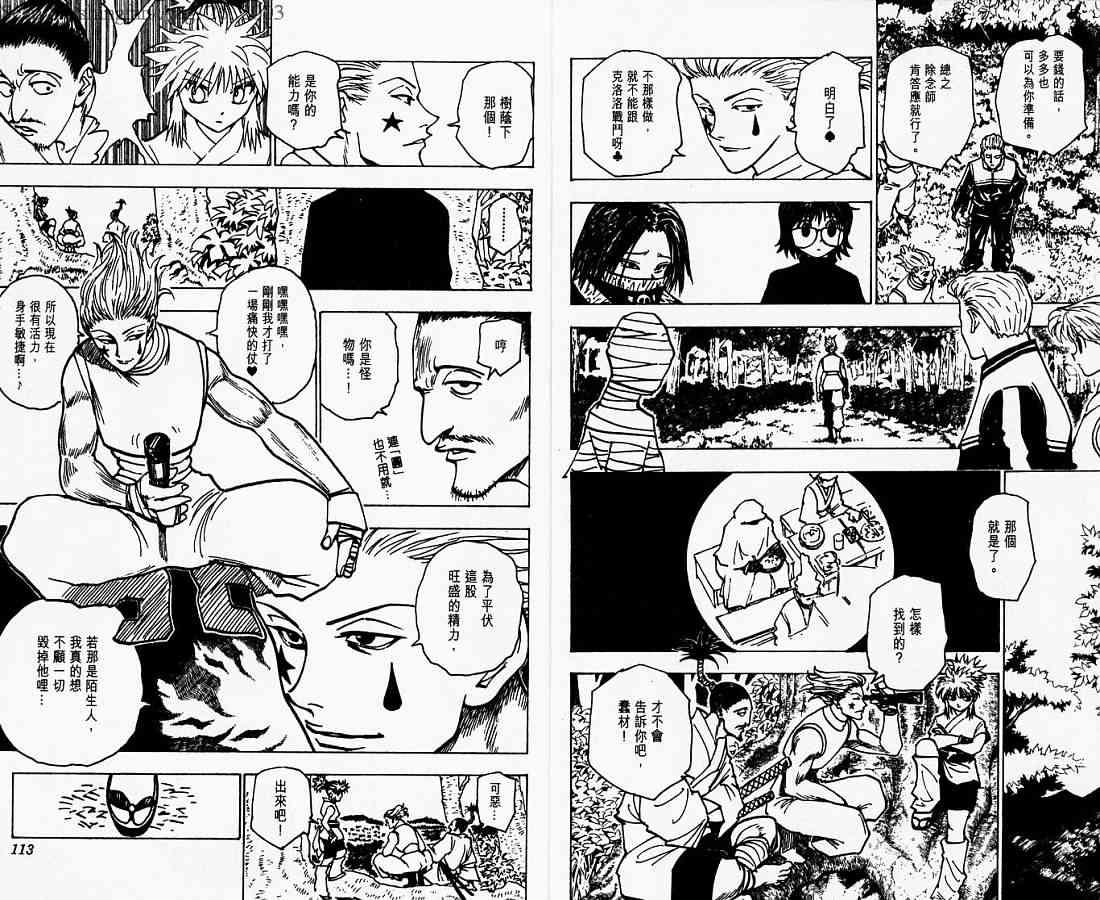 要錢的話，
多多也
可以為你準備。
總之
除念師
肯答應就行了。
明白了♠
不那樣做，
就不能跟
克洛洛戰鬥呀♣
那個
就是了。
怎樣
找到的？
才不會
告訴你吧，
蠢材！
樹蔭下
那個！
是你的
能力嗎？
………
嘿嘿嘿嘿，
剛剛我才打了
一場痛快的仗♥
所以現在
很有活力，
身手敏捷啊…♪
哼
你是怪
物嗎…！
連「圓」
也不用就…
為了平伏
這股
旺盛的精力，
若那是陌生人，
我真的想
不顧一切
毀掉他哩…
可惡…
出來吧！
113